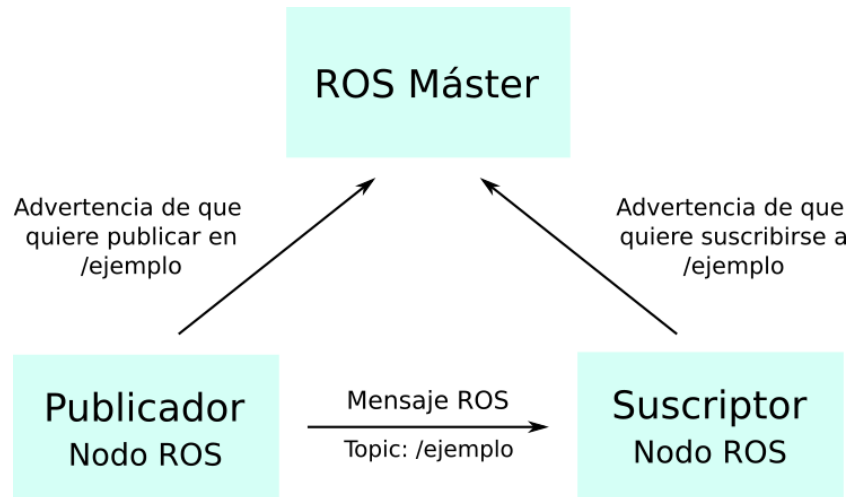 ROS Máster
Advertencia de que
quiere publicar en
/ejemplo
Advertencia de que
quiere suscribirse a
/ejemplo
Publicador
Nodo ROS
Mensaje ROS
Topic: /ejemplo
Suscriptor
Nodo ROS